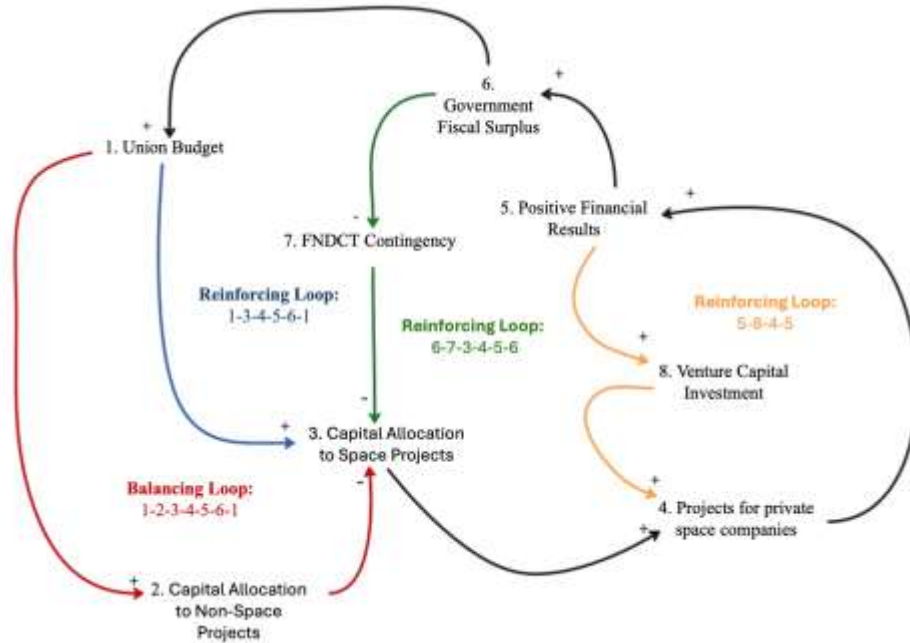 +
6.
Government
Fiscal Surplus
+
1. Union Budget
+
5. Positive Financial
Results
-
7. FNDCT Contingency
Reinforcing Loop:
1-3-4-5-6-1
Reinforcing Loop:
6-7-3-4-5-6
Reinforcing Loop:
5-8-4-5
+
8. Venture Capital
Investment
-
+
3. Capital Allocation
to Space Projects
-
Balancing Loop:
1-2-3-4-5-6-1
+
4. Projects for private
space companies
+
+
2. Capital Allocation
to Non-Space
Projects